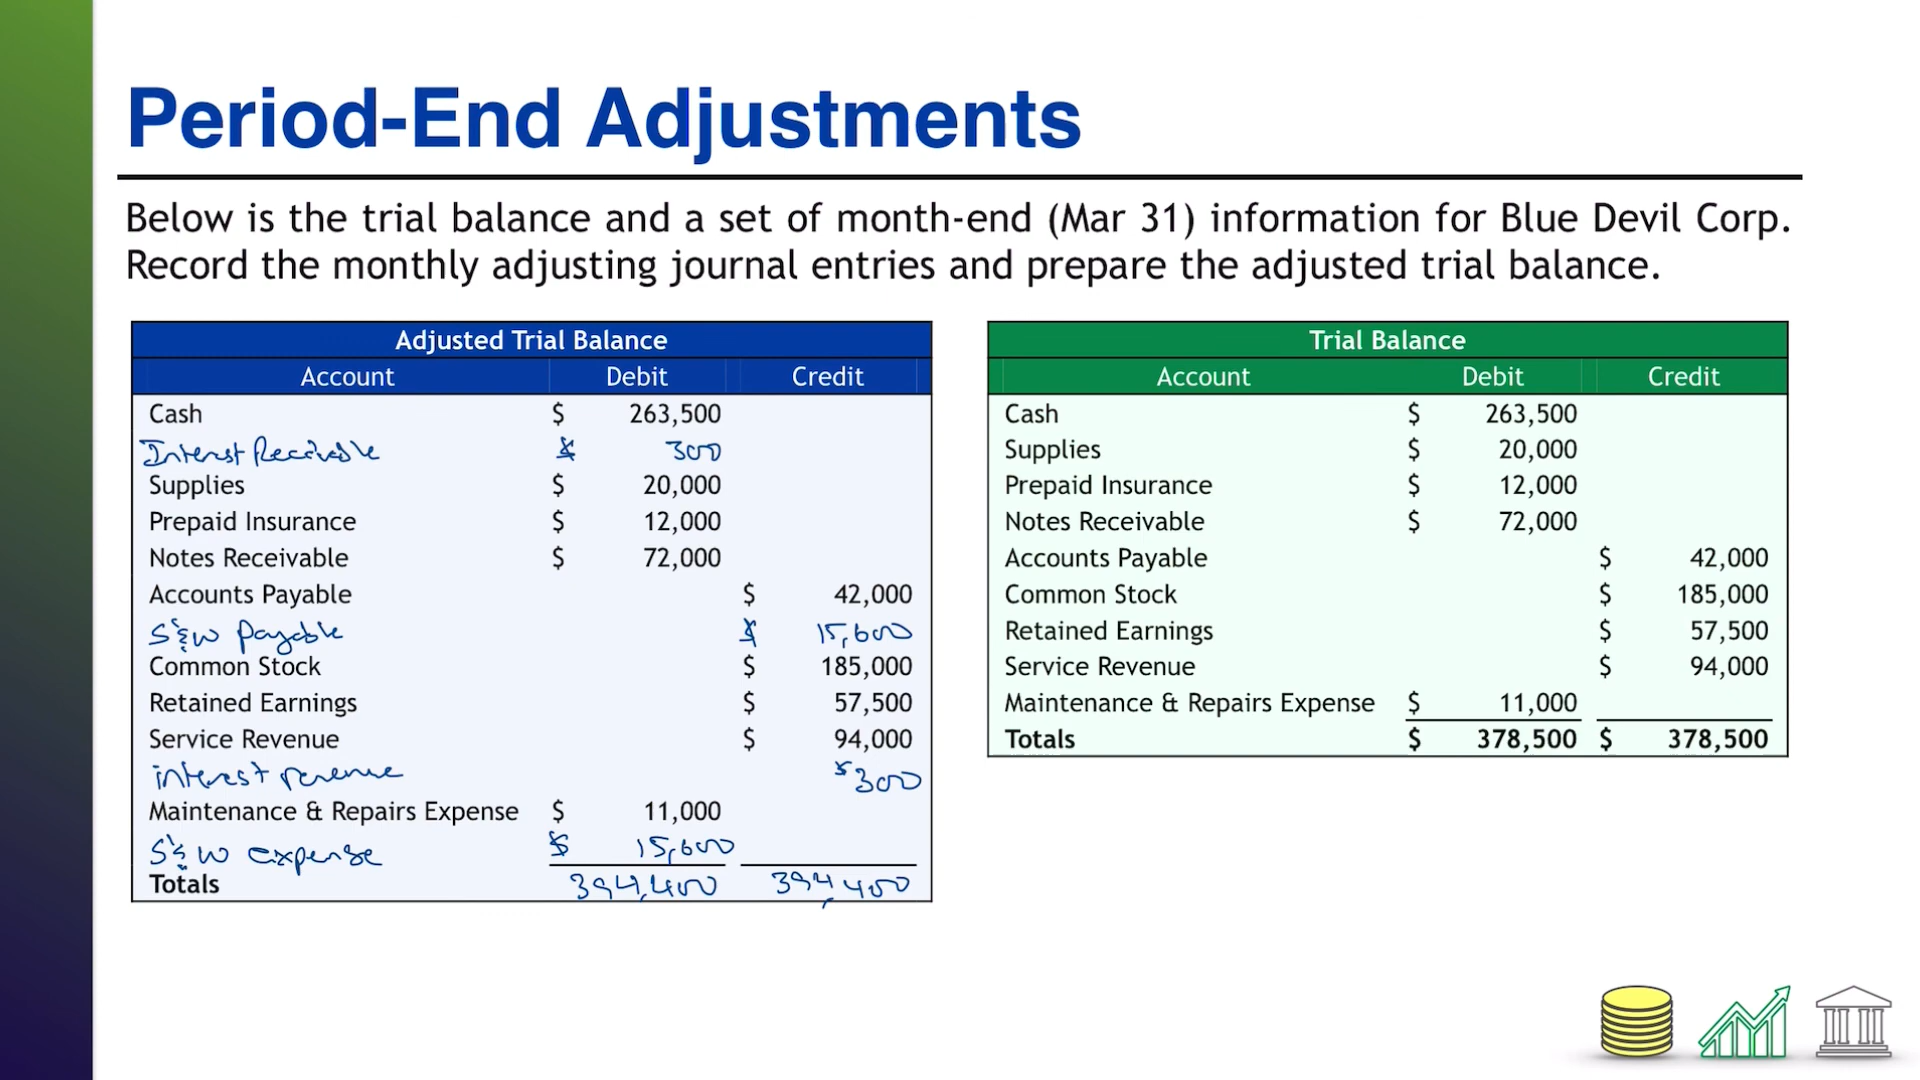 Period-End Adjustments
Below is the trial balance and a set of month-end (Mar 31) information for Blue Devil Corp.
Record the monthly adjusting journal entries and prepare the adjusted trial balance.
Adjusted Trial Balance
Account Debit Credit
Cash $ 263,500
Interest Receivable $ 300
Supplies $ 20,000
Prepaid Insurance $ 12,000
Notes Receivable $ 72,000
Accounts Payable $ 42,000
S&W Payable $ 15,600
Common Stock $ 185,000
Retained Earnings $ 57,500
Service Revenue $ 94,000
interest revenue $300
Maintenance & Repairs Expense $ 11,000
S&W expense $ 15,600
Totals 394,400 394,400
Trial Balance
Account Debit Credit
Cash $ 263,500
Supplies $ 20,000
Prepaid Insurance $ 12,000
Notes Receivable $ 72,000
Accounts Payable $ 42,000
Common Stock $ 185,000
Retained Earnings $ 57,500
Service Revenue $ 94,000
Maintenance & Repairs Expense $ 11,000
Totals $ 378,500 $ 378,500